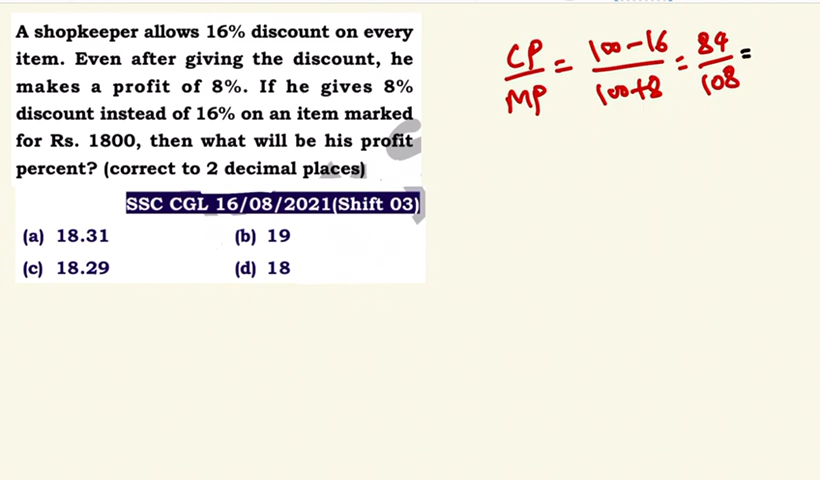 A shopkeeper allows 16% discount on every
item. Even after giving the discount, he
makes a profit of 8%. If he gives 8%
discount instead of 16% on an item marked
for Rs. 1800, then what will be his profit
percent? (correct to 2 decimal places)
SSC CGL 16/08/2021(Shift 03)
(a) 18.31 (b) 19
(c) 18.29 (d) 18
CP/MP = 100-16/100+8 = 84/108 =